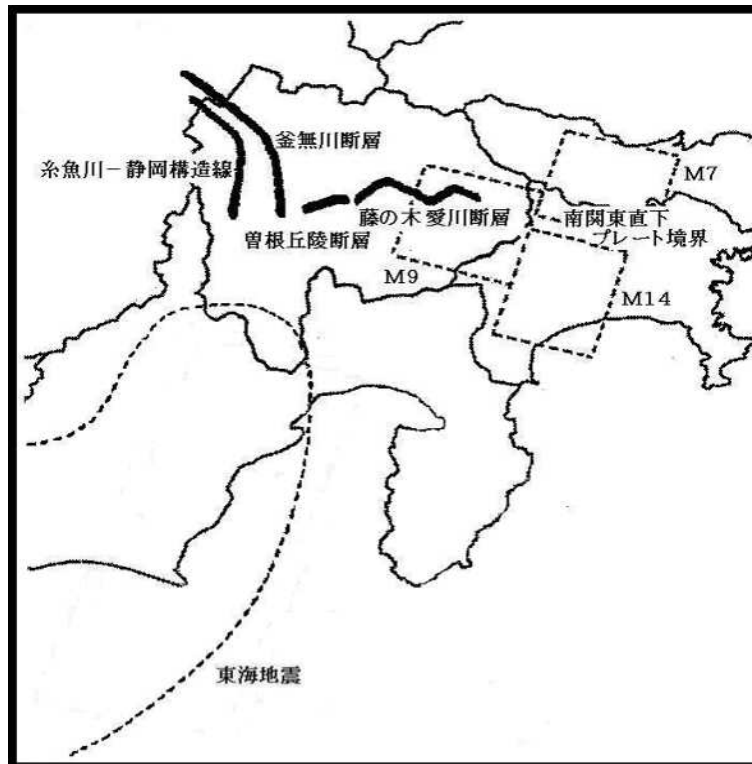 釜無川断層
糸魚川－静岡構造線
M7
藤の木愛川断層
南関東直下
プレート境界
曽根丘陵断層
M9
M14
東海地震